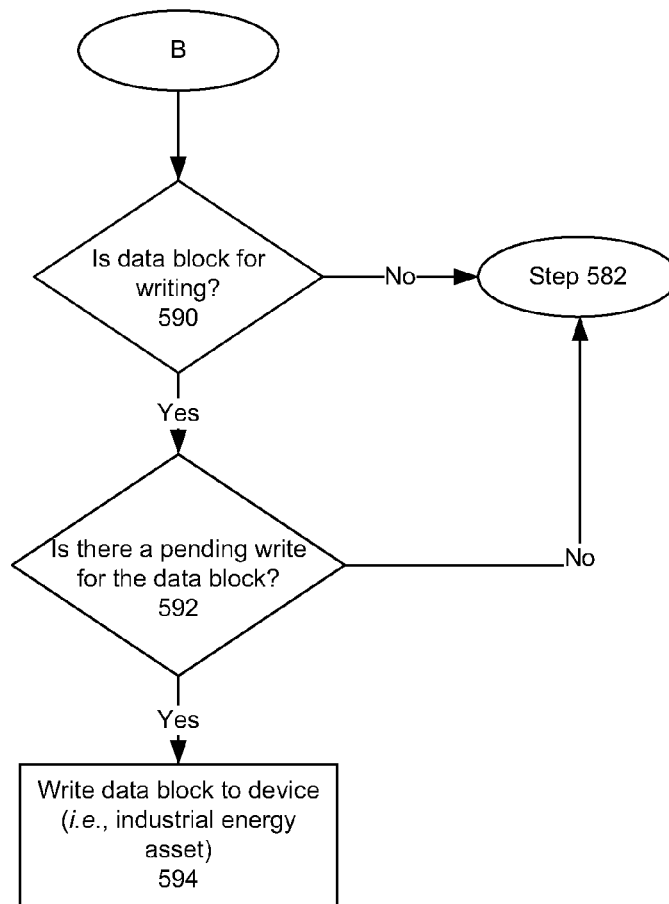 B
Is data block for
writing?
590
No
Step 582
Yes
Is there a pending write
for the data block?
592
No
Yes
Write data block to device
(i.e., industrial energy
asset)
594